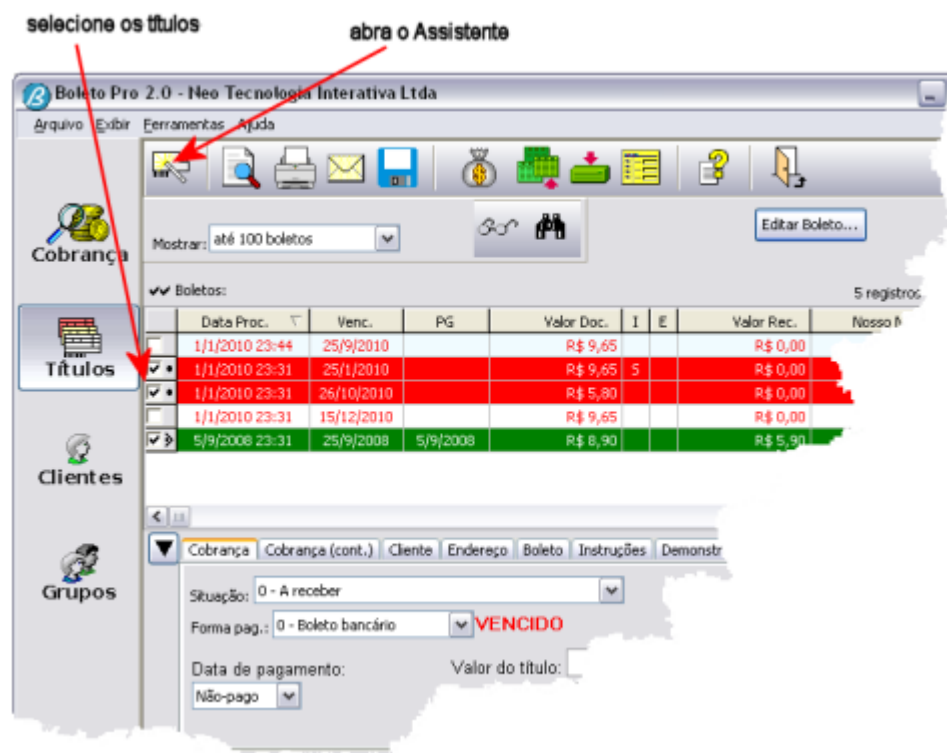 selecione os títulos
abra o Assistente
Boleto Pro 2.0 - Neo Tecnologia Interativa Ltda
Arquivo Exibir Ferramentas Ajuda
Mostrar: até 100 boletos
Editar Boleto...
Cobrança
Boletos:
5 registros
Data Proc. Venc. PG Valor Doc. I E Valor Rec. Nosso N
1/1/2010 23:44 25/9/2010 R$ 9,65 R$ 0,00
Títulos
1/1/2010 23:31 25/1/2010 R$ 9,65 5 R$ 0,00
1/1/2010 23:31 26/10/2010 R$ 5,80 R$ 0,00
1/1/2010 23:31 15/12/2010 R$ 9,65 R$ 0,00
5/9/2008 23:31 25/9/2008 5/9/2008 R$ 8,90 R$ 5,90
Clientes
Cobrança Cobrança (cont.) Cliente Endereço Boleto Instruções Demonstr
Grupos
Situação: 0 - A receber
Forma pag.: 0 - Boleto bancário VENCIDO
Data de pagamento: Valor do título:
Não-pago